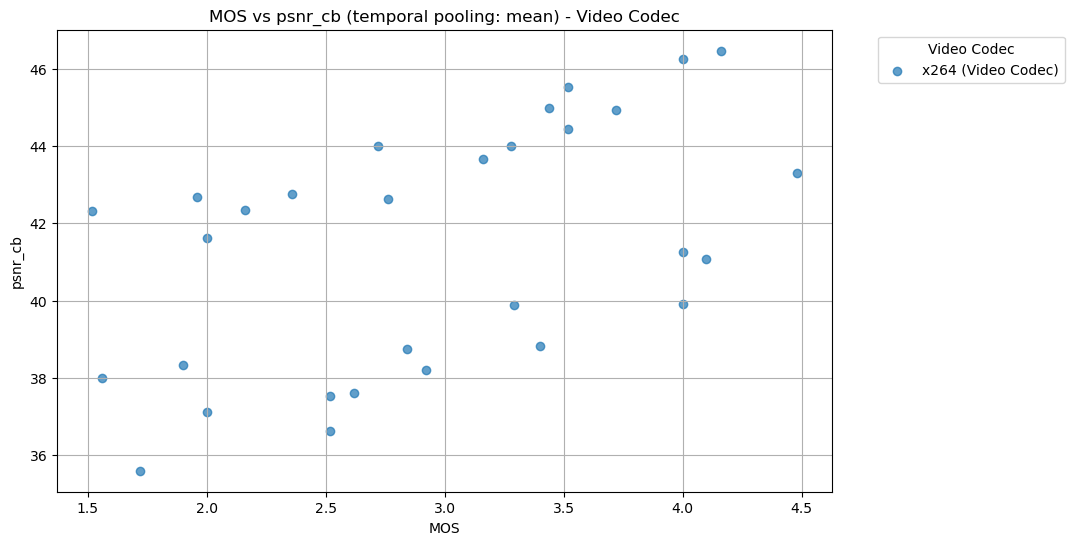 MOS vs psnr_cb (temporal pooling: mean) - Video Codec
Video Codec
x264 (Video Codec)
psnr_cb
46
44
42
40
38
36
1.5 2.0 2.5 3.0 3.5 4.0 4.5
MOS